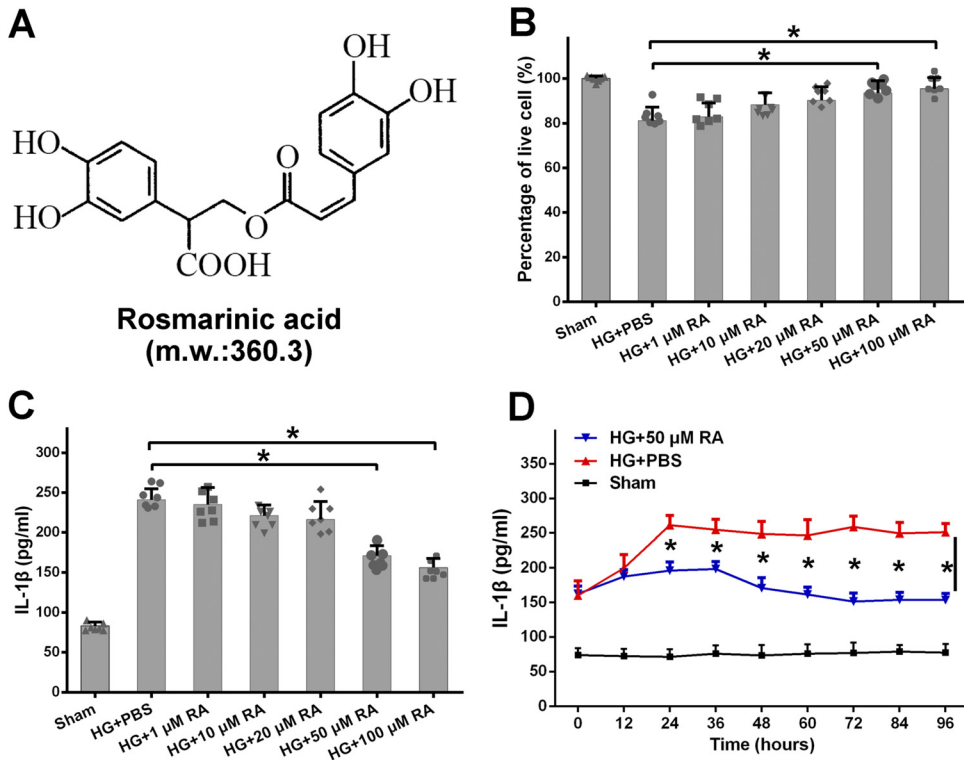 A
OH
OH
HO
HO
O
O
COOH
Rosmarinic acid
(m.w.:360.3)
B
*
*
Percentage of live cell (%)
100
80
60
40
20
0
Sham
HG+PBS
HG+1 μM RA
HG+10 μM RA
HG+20 μM RA
HG+50 μM RA
HG+100 μM RA
C
*
*
IL-1β (pg/ml)
300
250
200
150
100
50
0
Sham
HG+PBS
HG+1 μM RA
HG+10 μM RA
HG+20 μM RA
HG+50 μM RA
HG+100 μM RA
D
HG+50 μM RA
HG+PBS
Sham
IL-1β (pg/ml)
350
300
250
200
150
100
50
0
* * * * * * *
0 12 24 36 48 60 72 84 96
Time (hours)